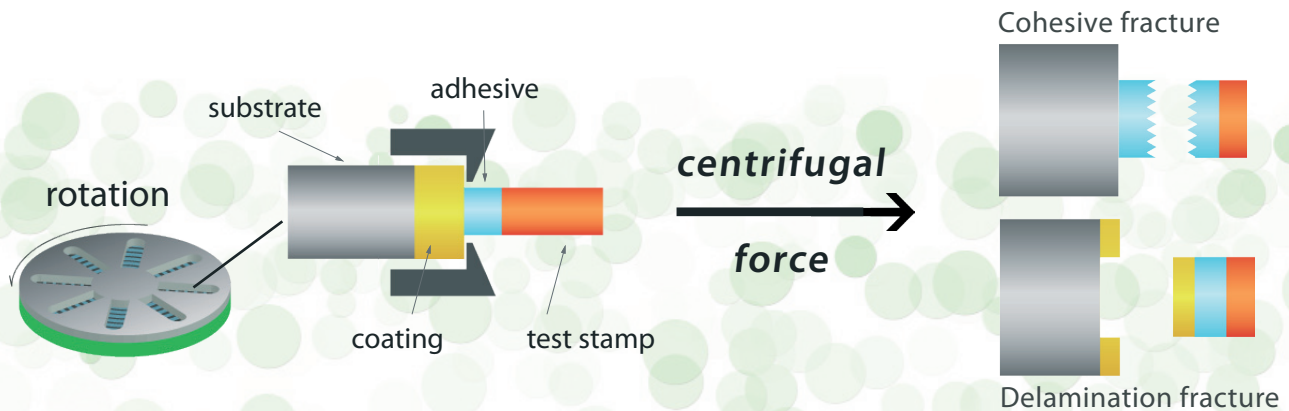 Cohesive fracture
adhesive
substrate
centrifugal
rotation
force
coating
test stamp
Delamination fracture